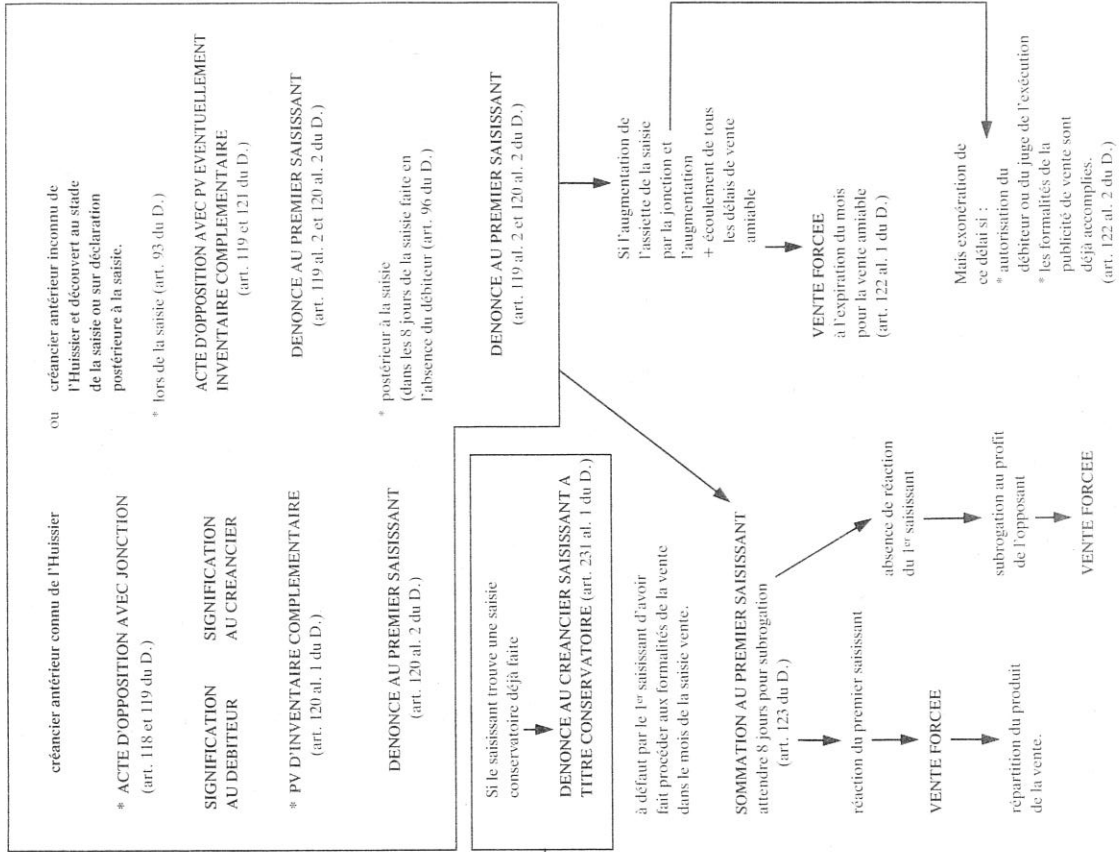 créancier antérieur connu de l'Huissier
* ACTE D'OPPOSITION AVEC JONCTION
(art. 118 et 119 du D.)
SIGNIFICATION
AU DEBITEUR
SIGNIFICATION
AU CREANCIER
* PV D'INVENTAIRE COMPLEMENTAIRE
(art. 120 al. 1 du D.)
DENONCE AU PREMIER SAISISSANT
(art. 120 al. 2 du D.)
ou
créancier antérieur inconnu de
l'Huissier et découvert au stade
de la saisie ou sur déclaration
postérieure à la saisie.
* lors de la saisie (art. 93 du D.)
ACTE D'OPPOSITION AVEC PV EVENTUELLEMENT
INVENTAIRE COMPLEMENTAIRE
(art. 119 et 121 du D.)
DENONCE AU PREMIER SAISISSANT
(art. 119 al. 2 et 120 al. 2 du D.)
* postérieur à la saisie
(dans les 8 jours de la saisie faite en
l'absence du débiteur (art. 96 du D.)
DENONCE AU PREMIER SAISISSANT
(art. 119 al. 2 et 120 al. 2 du D.)
Si le saisissant trouve une saisie
conservatoire déjà faite
DENONCE AU CREANCIER SAISISSANT A
TITRE CONSERVATOIRE (art. 231 al. 1 du D.)
à défaut par le 1er saisissant d'avoir
fait procéder aux formalités de la vente
dans le mois de la saisie vente.
SOMMATION AU PREMIER SAISISSANT
attendre 8 jours pour subrogation
(art. 123 du D.)
réaction du premier saisissant
VENTE FORCEE
répartition du produit
de la vente.
absence de réaction
du 1er saisissant
subrogation au profit
de l'opposant
VENTE FORCEE
Si l'augmentation de
l'assiette de la saisie
par la jonction et
l'augmentation
+ écoulement de tous
les délais de vente
amiable
VENTE FORCEE
à l'expiration du mois
pour la vente amiable
(art. 122 al. 1 du D.)
Mais exonération de
ce délai si :
* autorisation du
débiteur ou du juge de l'exécution
* les formalités de la
publicité de vente sont
déjà accomplies.
(art. 122 al. 2 du D.)